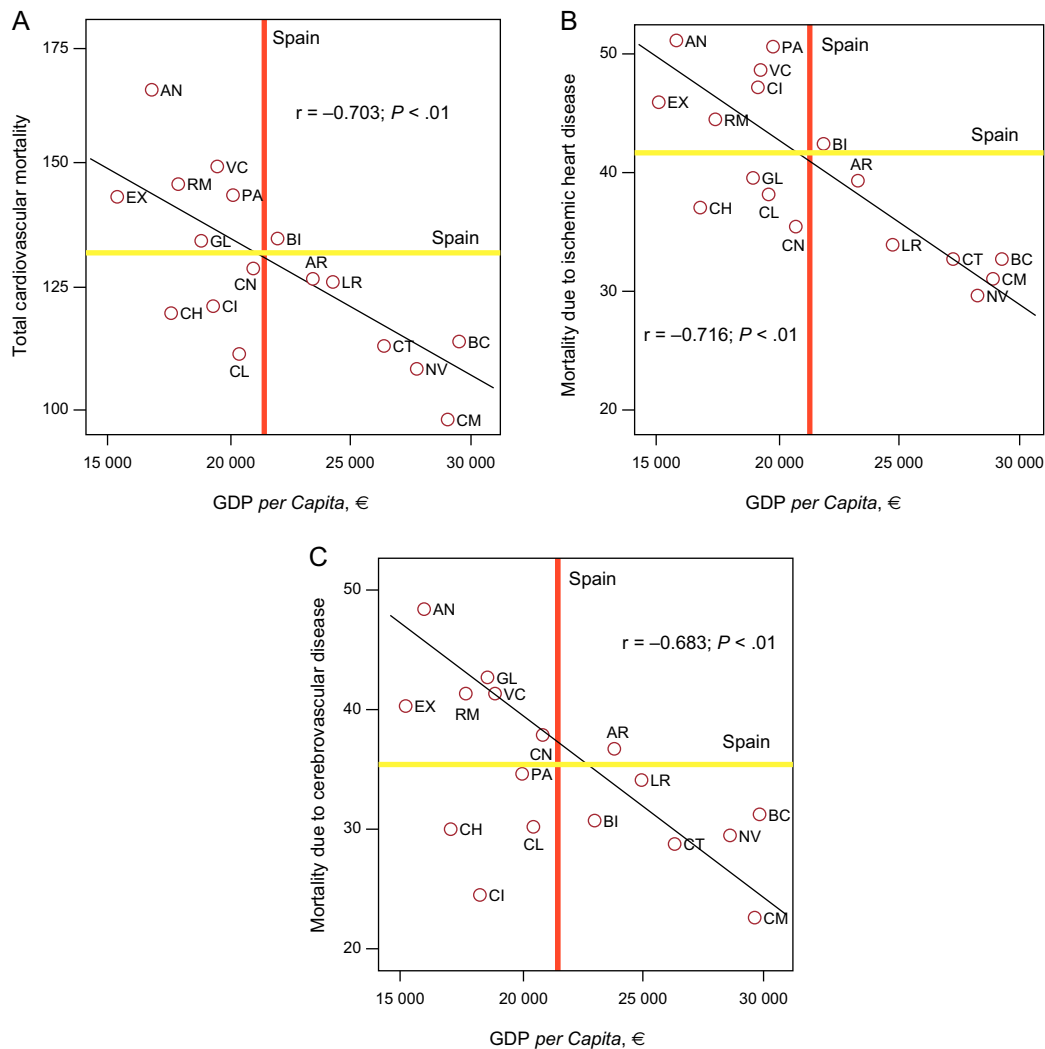 A
Total cardiovascular mortality
175
150
125
100
Spain
r = –0.703; P < .01
AN
VC
RM
PA
EX
GL
BI
Spain
CN
AR
LR
CH
CI
CL
CT
BC
NV
CM
15 000 20 000 25 000 30 000
GDP per Capita, €
B
Mortality due to ischemic heart disease
50
40
30
20
AN
PA
Spain
VC
CI
EX
RM
BI
Spain
GL
AR
CH
CL
CN
LR
CT
BC
CM
NV
r = –0.716; P < .01
15 000 20 000 25 000 30 000
GDP per Capita, €
C
Mortality due to cerebrovascular disease
50
40
30
20
Spain
AN
r = –0.683; P < .01
GL
VC
EX
RM
AR
CN
Spain
PA
LR
BI
BC
CH
CL
NV
CT
CI
CM
15 000 20 000 25 000 30 000
GDP per Capita, €